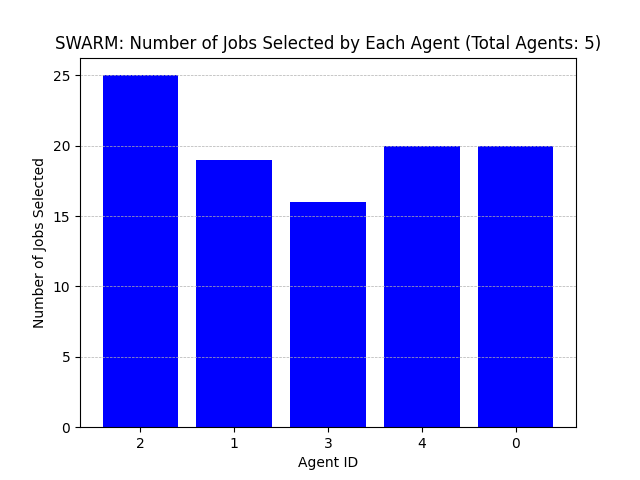 SWARM: Number of Jobs Selected by Each Agent (Total Agents: 5)
25
20
15
10
5
0
Number of Jobs Selected
2 1 3 4 0
Agent ID